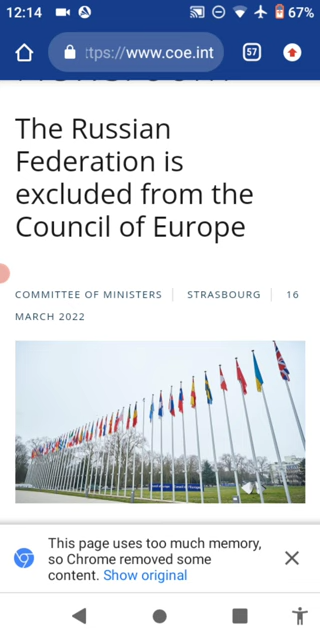 12:14
67%
ttps://www.coe.int
57
The Russian
Federation is
excluded from the
Council of Europe
COMMITTEE OF MINISTERS
STRASBOURG
16
MARCH 2022
This page uses too much memory,
so Chrome removed some
content. Show original